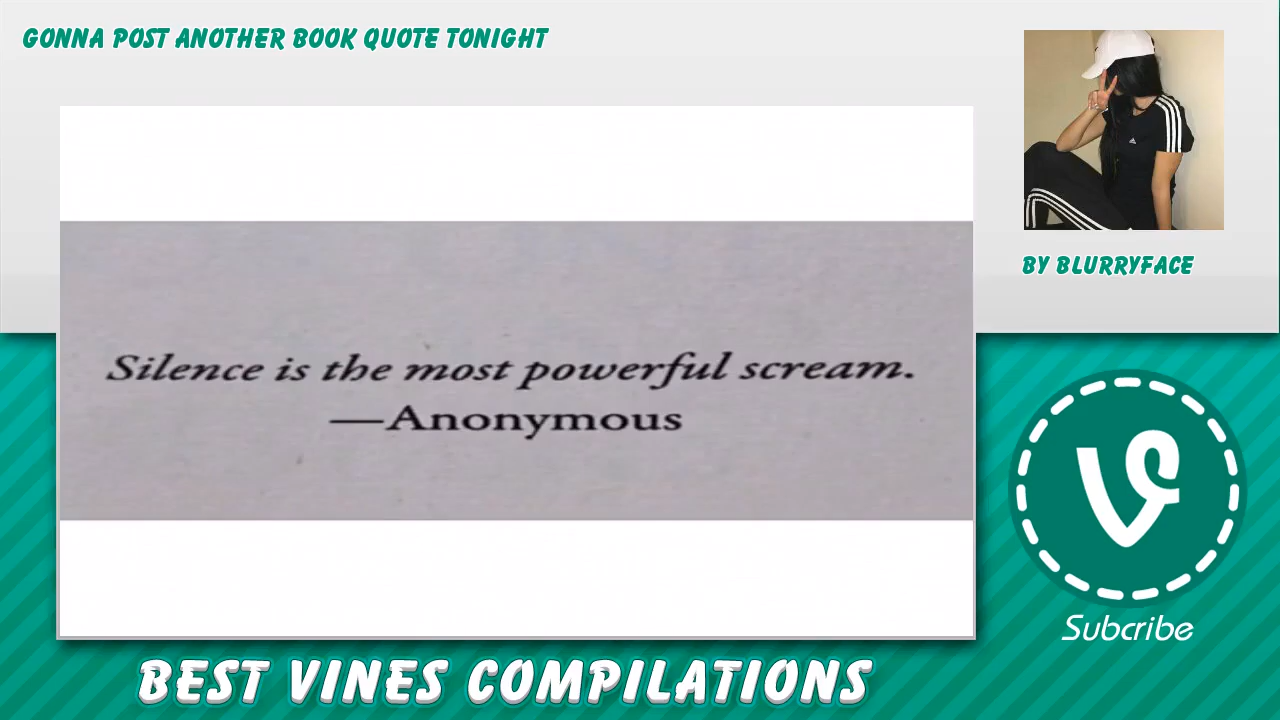 GONNA POST ANOTHER BOOK QUOTE TONIGHT
BY BLURRYFACE
Silence is the most powerful scream.
—Anonymous
Subcribe
BEST VINES COMPILATIONS